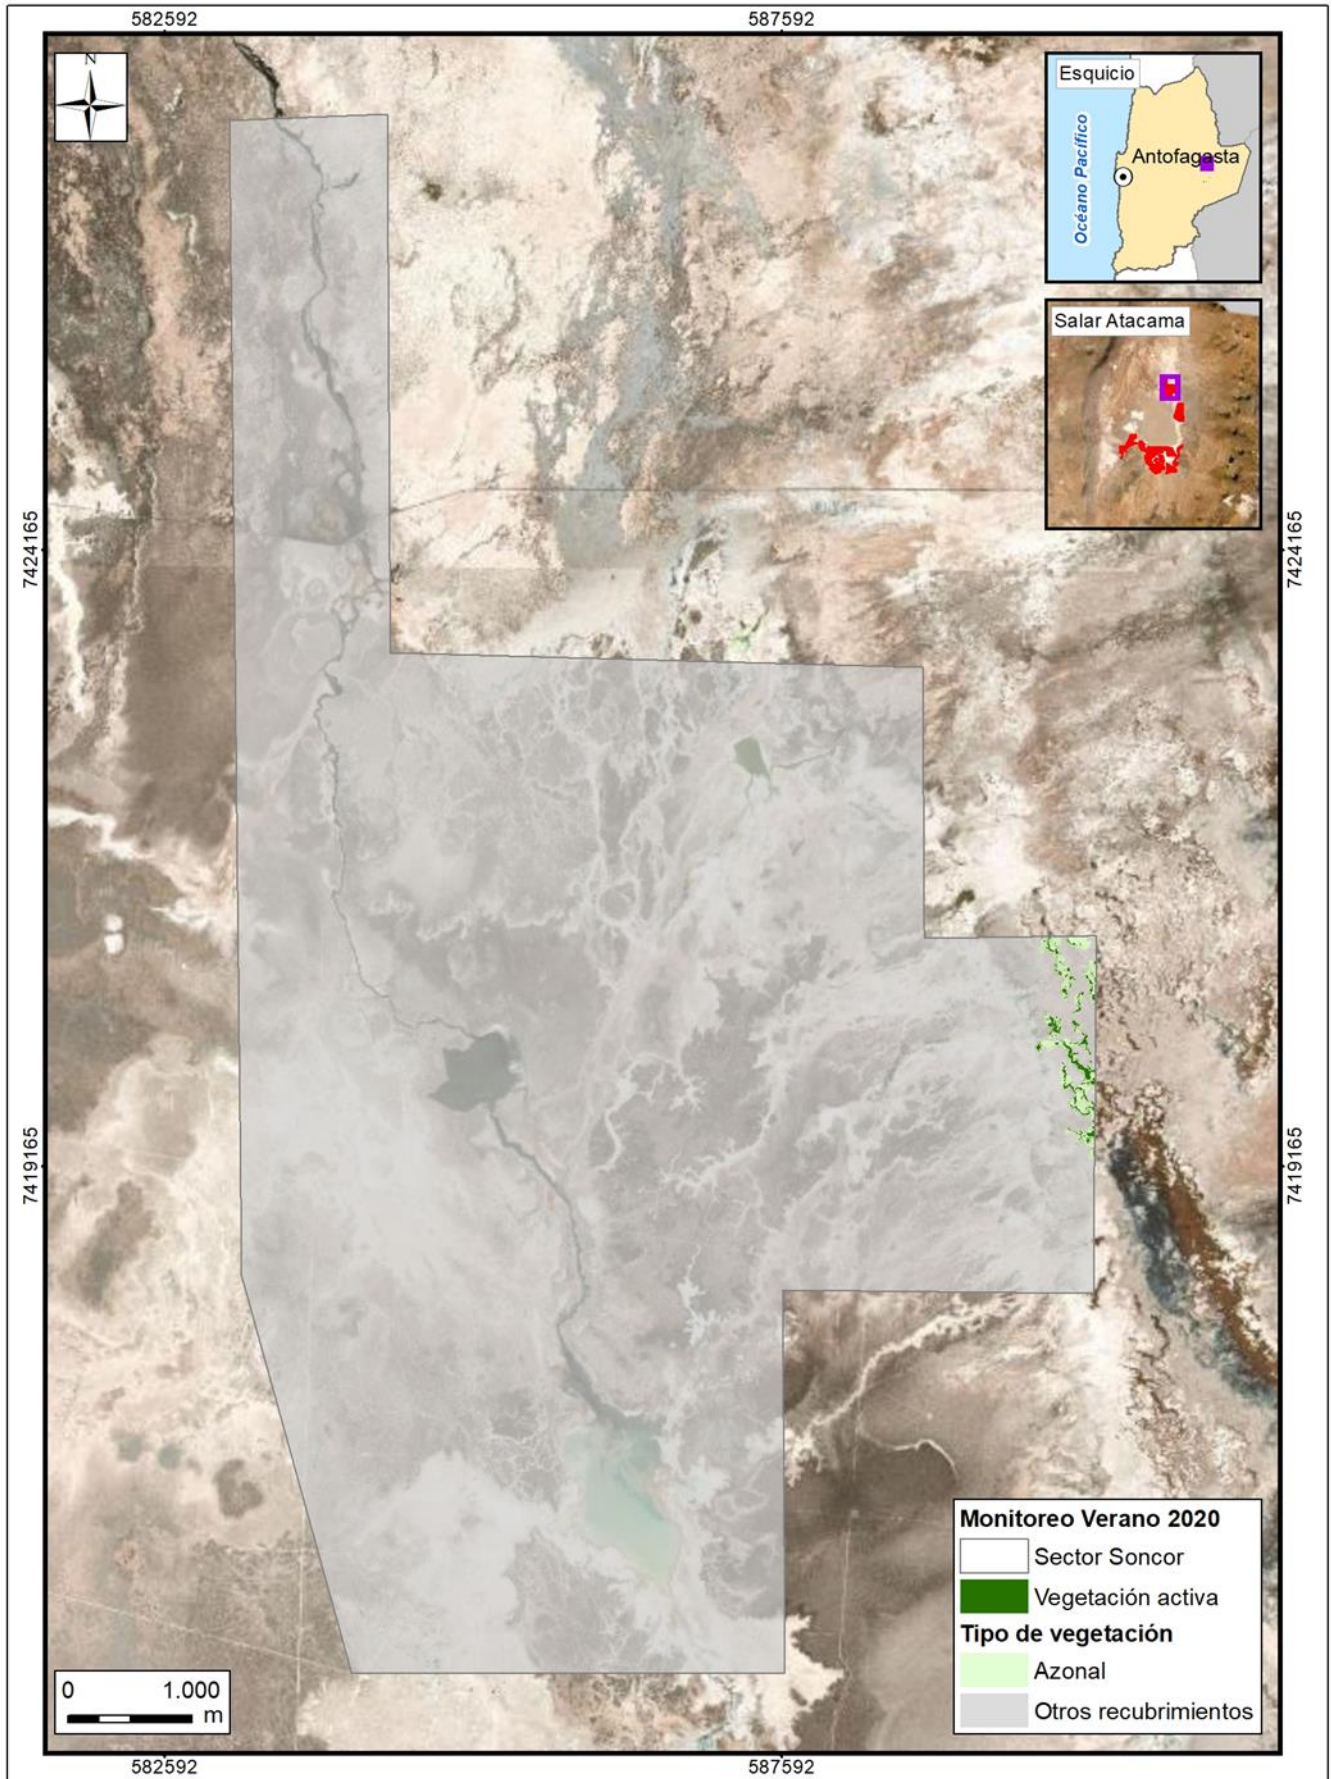 582592
587592
N
Esquicio
Océano Pacífico
Antofagasta
Salar Atacama
7424165
7424165
7419165
7419165
Monitoreo Verano 2020
Sector Soncor
Vegetación activa
Tipo de vegetación
Azonal
Otros recubrimientos
0 1.000
m
582592
587592